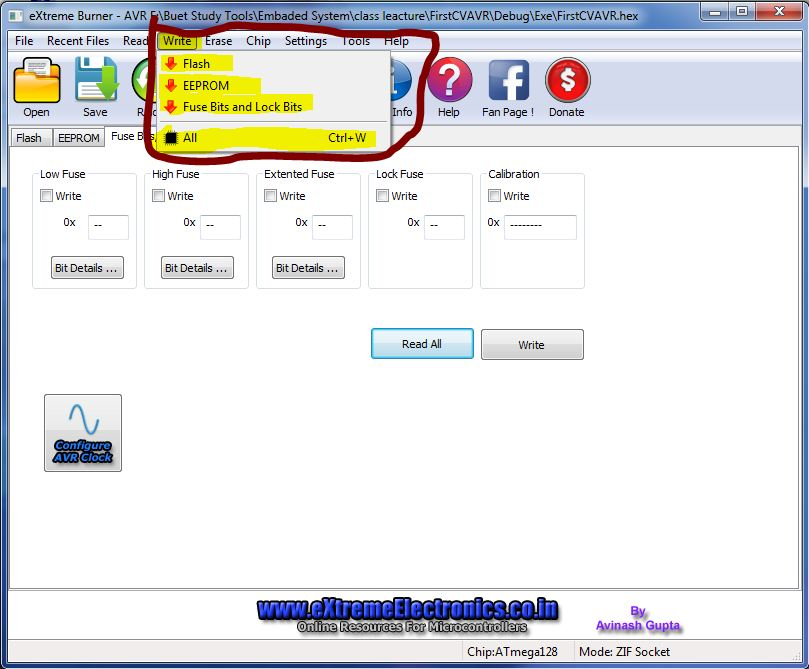 eXtreme Burner - AVR E:\Buet Study Tools\Embaded System\class leacture\FirstCVAVR\Debug\Exe\FirstCVAVR.hex
File Recent Files Read Write Erase Chip Settings Tools Help
Flash
EEPROM
Fuse Bits and Lock Bits
All Ctrl+W
Open Save Info Help Fan Page ! Donate
Flash EEPROM Fuse Bits
Low Fuse High Fuse Extented Fuse Lock Fuse Calibration
Write Write Write Write Write
0x -- 0x -- 0x -- 0x -- 0x --------
Bit Details ... Bit Details ... Bit Details ...
Read All Write
Configure
AVR Clock
www.eXtremeElectronics.co.in
Online Resources For Microcontrollers
By
Avinash Gupta
Chip:ATmega128 Mode: ZIF Socket